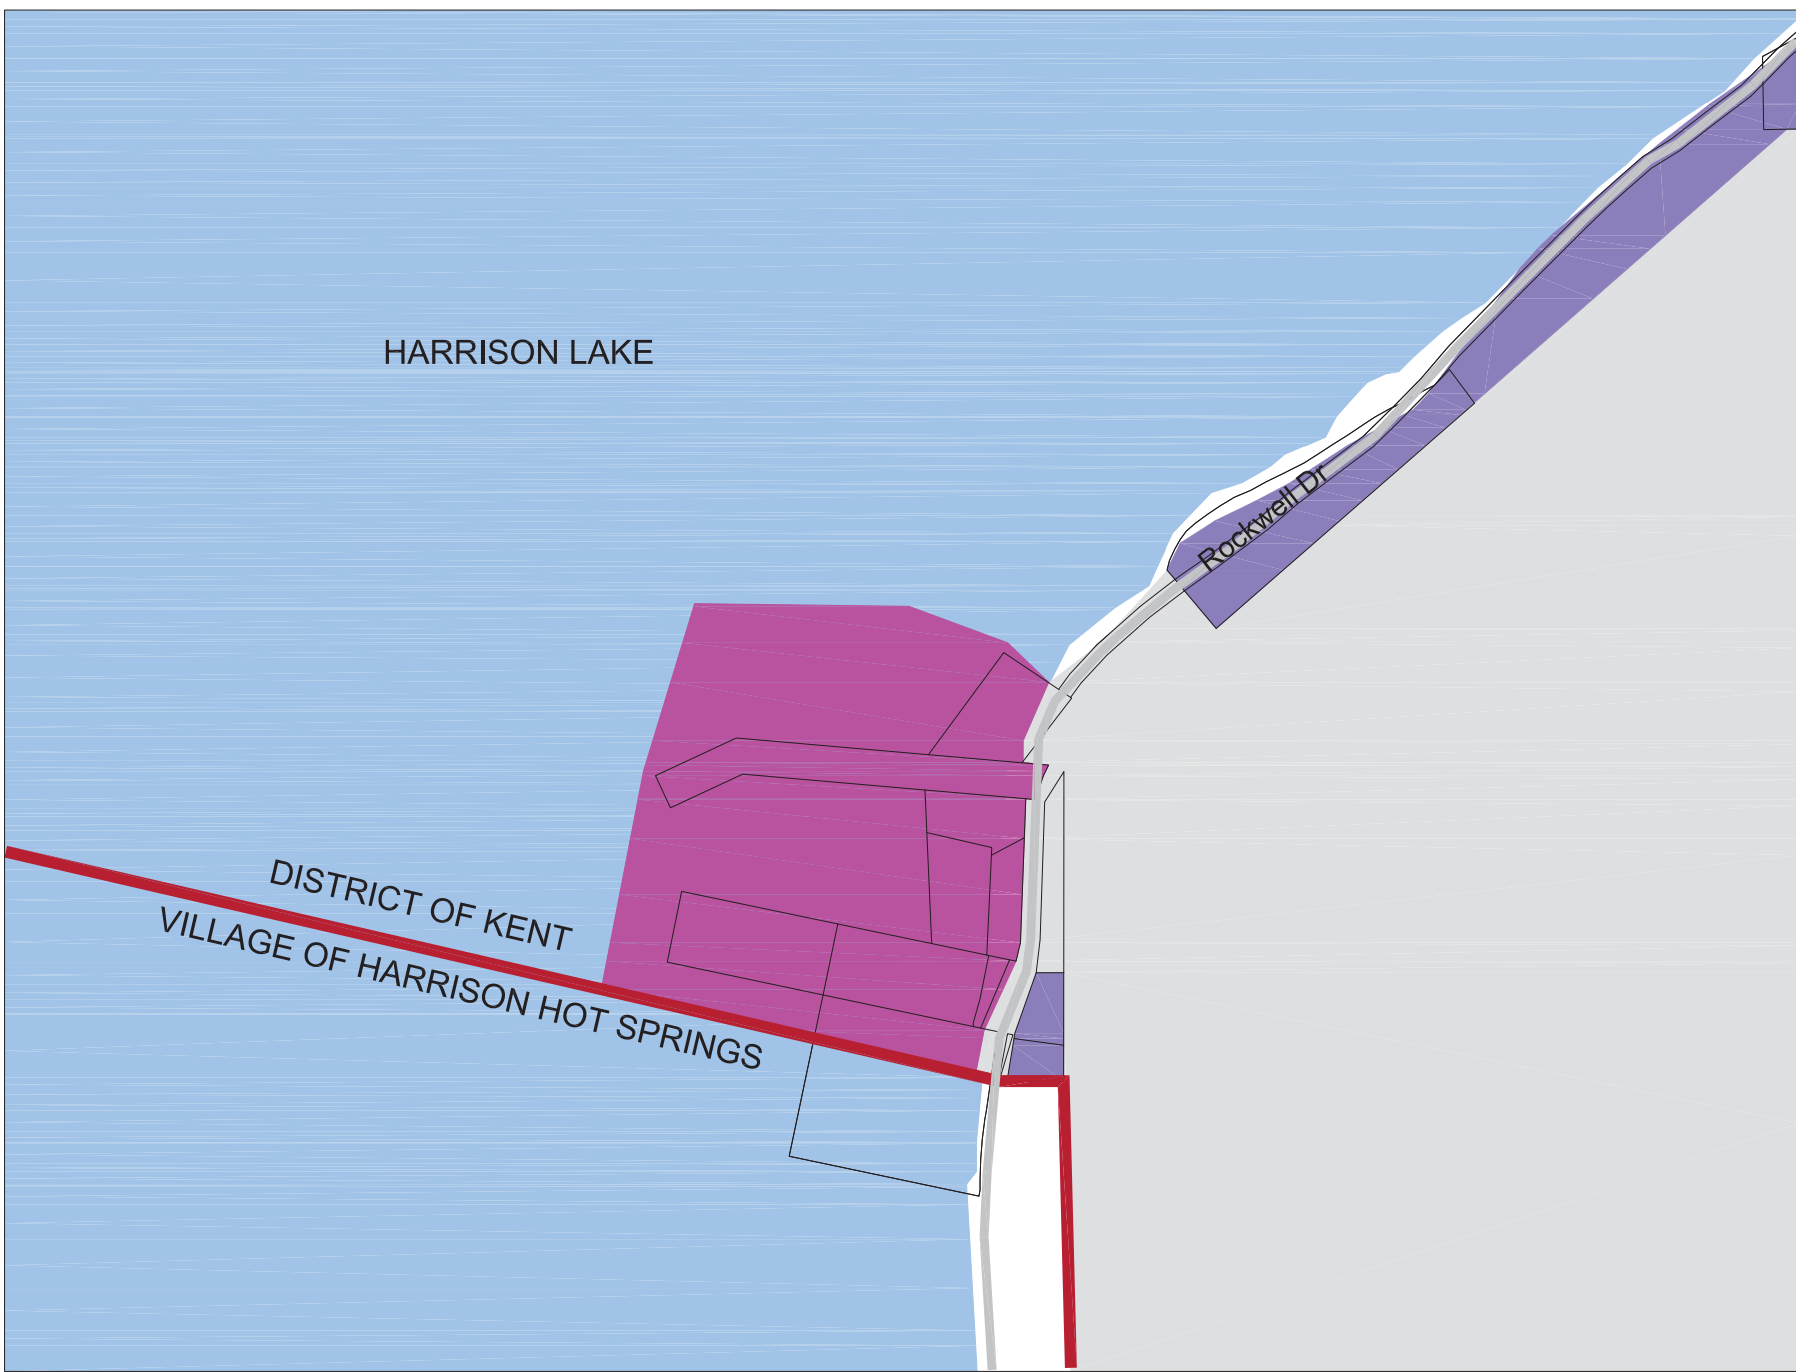 HARRISON LAKE
Rockwell Dr
DISTRICT OF KENT
VILLAGE OF HARRISON HOT SPRINGS